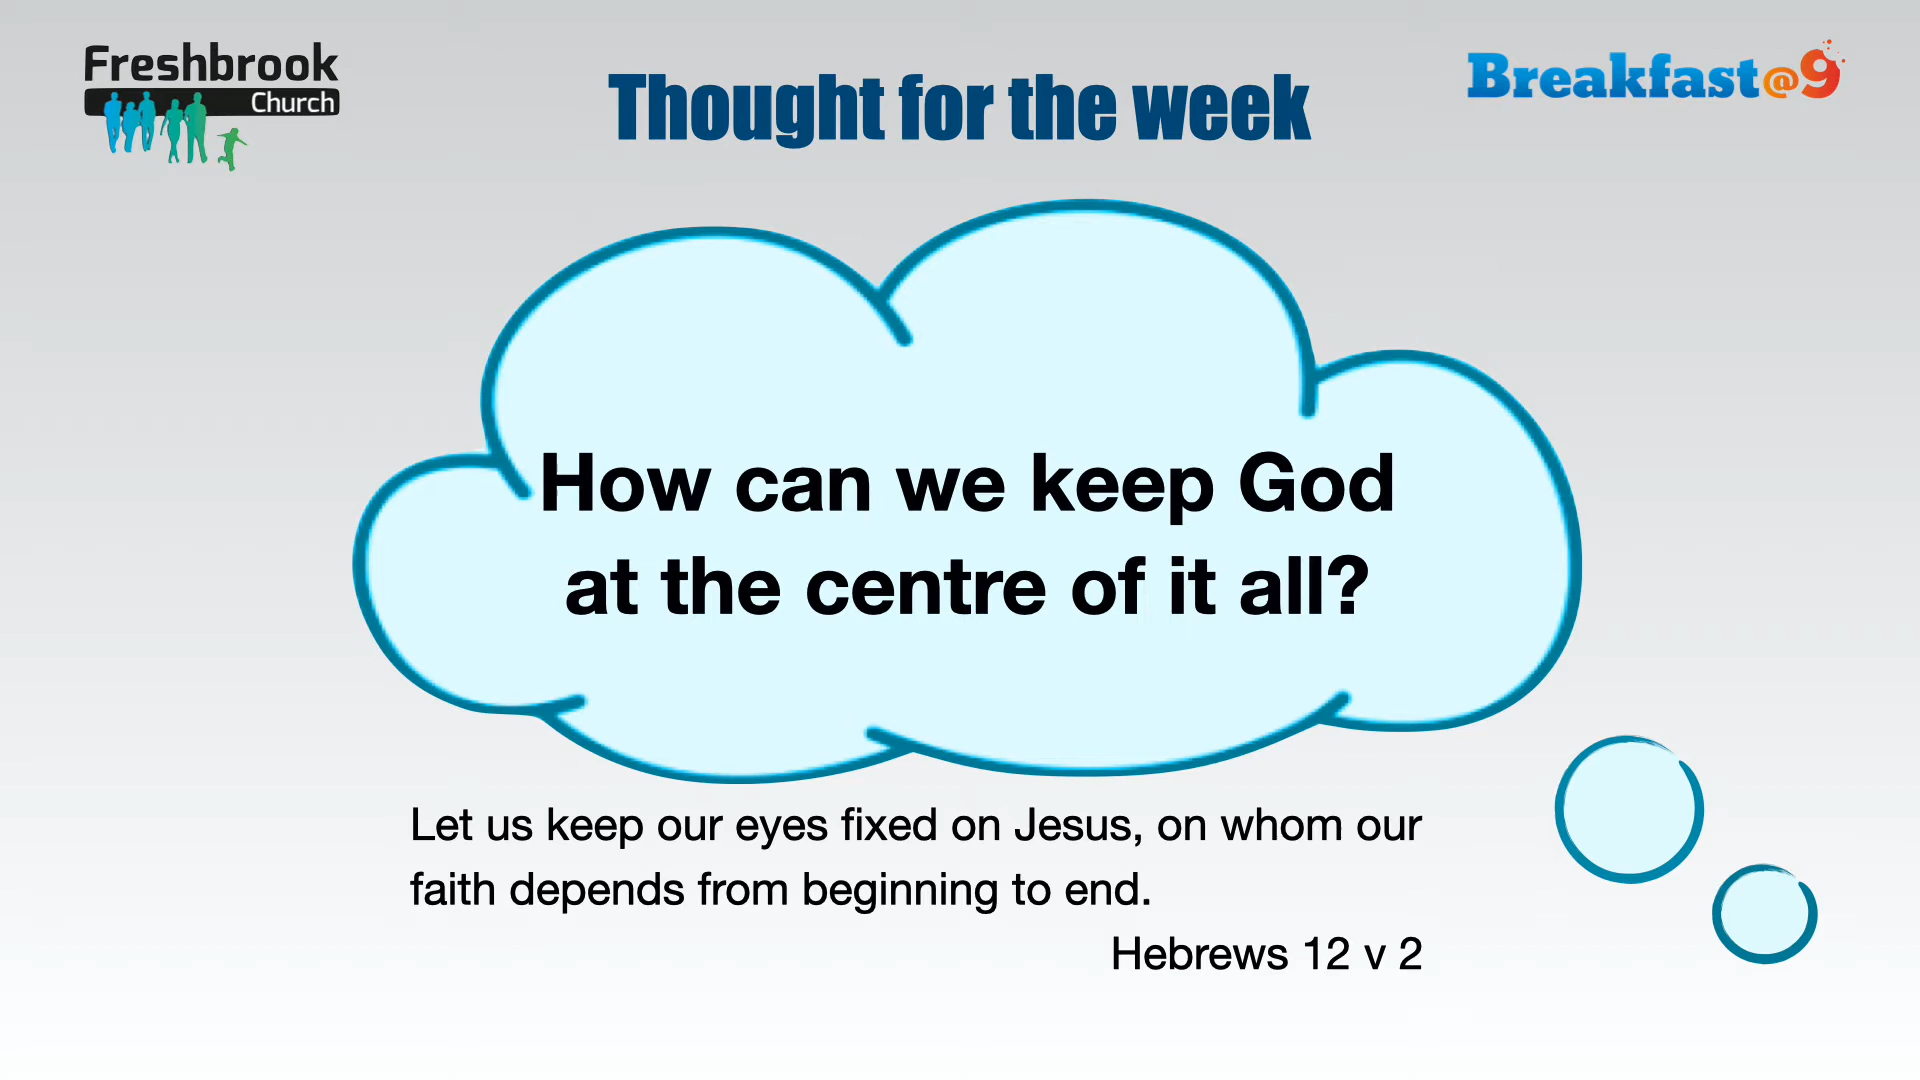 Freshbrook
Church
Thought for the week
Breakfast@9
How can we keep God
at the centre of it all?
Let us keep our eyes fixed on Jesus, on whom our
faith depends from beginning to end.
Hebrews 12 v 2